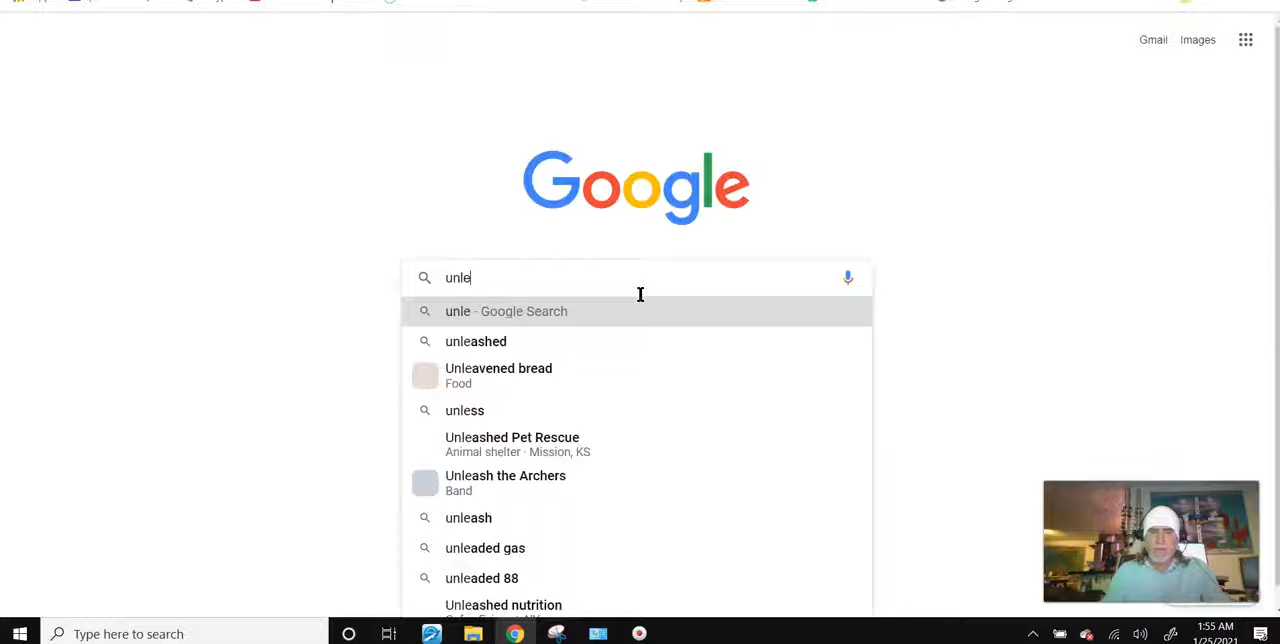 Gmail Images
Google
unle
unle - Google Search
unleashed
Unleavened bread
Food
unless
Unleashed Pet Rescue
Animal shelter · Mission, KS
Unleash the Archers
Band
unleash
unleaded gas
unleaded 88
Unleashed nutrition
Type here to search
1:55 AM
1/25/2021